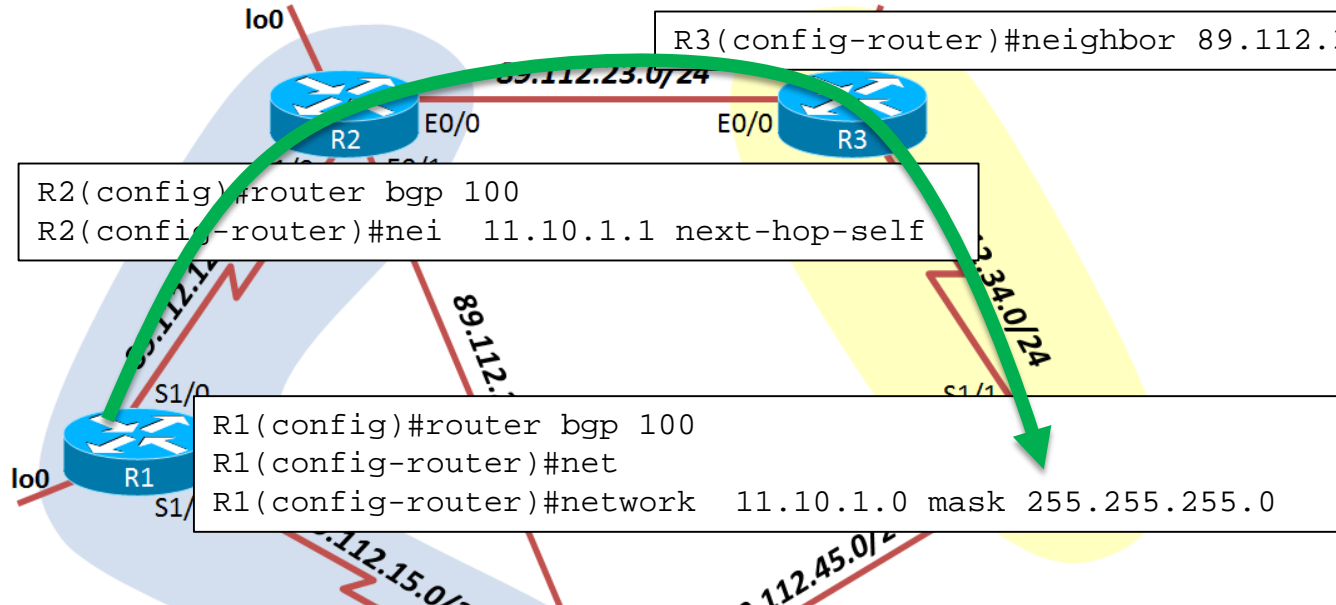 lo0
R3(config-router)#neighbor 89.112.
89.112.23.0/24
E0/0
E0/0
R2
R3
R2(config)#router bgp 100
R2(config-router)#nei  11.10.1.1 next-hop-self
89.112.
.34.0/24
S1/0
S1/1
R1(config)#router bgp 100
R1(config-router)#net
R1(config-router)#network  11.10.1.0 mask 255.255.255.0
lo0
R1
S1/
.112.15.0/
.112.45.0/